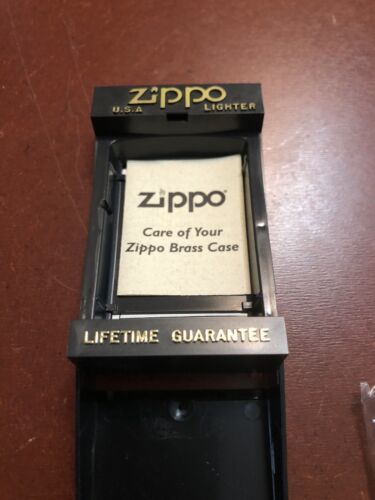 Zippo
U.S.A LIGHTER
Zippo®
Care of Your
Zippo Brass Case
LIFETIME GUARANTEE